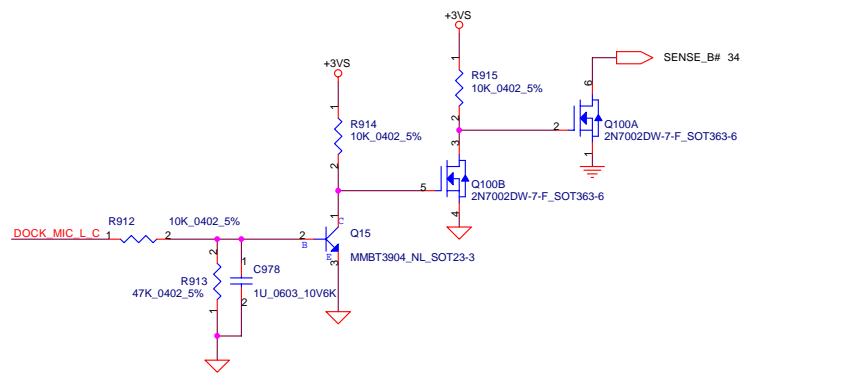 +3VS
SENSE_B# 34
+3VS
1
R915
10K_0402_5%
2
6
2
Q100A
2N7002DW-7-F_SOT363-6
1
1
R914
10K_0402_5%
2
3
5
Q100B
2N7002DW-7-F_SOT363-6
4
DOCK_MIC_L_C
1
R912
10K_0402_5%
2
2
B
1
C
E
3
Q15
MMBT3904_NL_SOT23-3
2
R913
47K_0402_5%
1
1
C978
1U_0603_10V6K
2